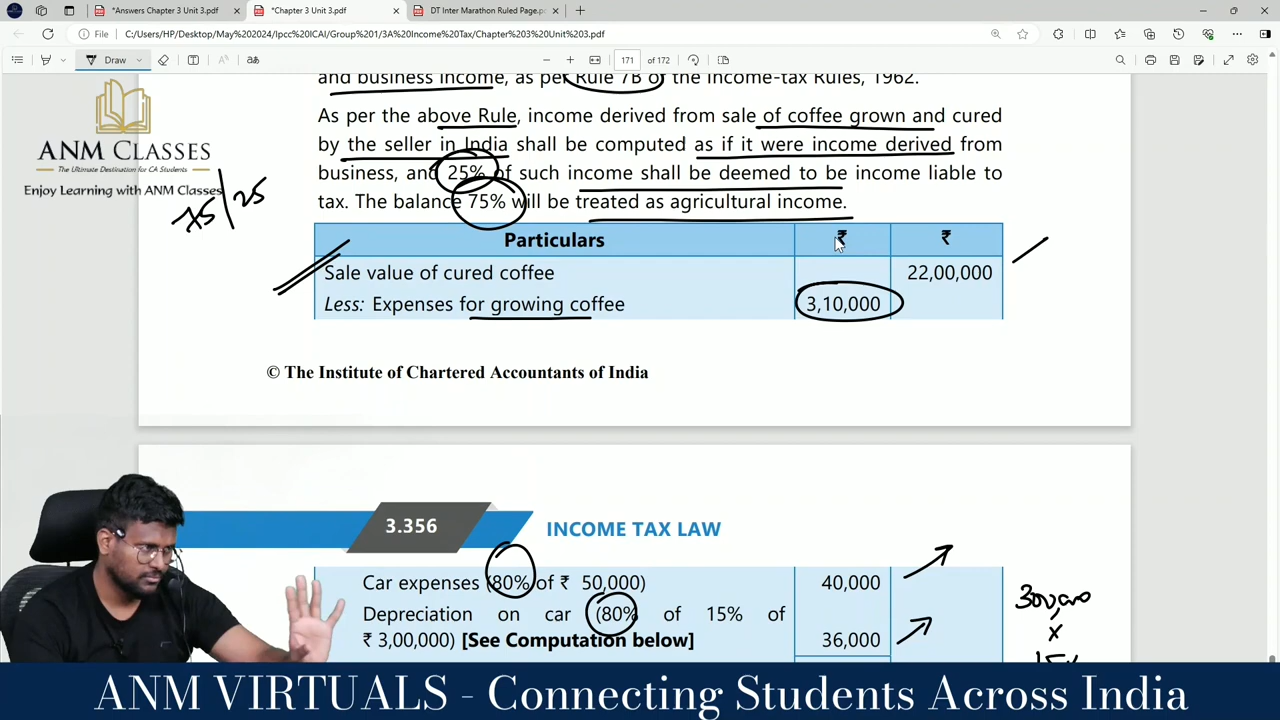 *Answers Chapter 3 Unit 3.pdf
*Chapter 3 Unit 3.pdf
DT Inter Marathon Ruled Page.p
File
C:/Users/HP/Desktop/May%202024/Ipcc%20ICAI/Group%201/3A%20Income%20Tax/Chapter%203%20Unit%203.pdf
Draw
171 of 172
and business income, as per Rule 7B of the Income-tax Rules, 1962.
As per the above Rule, income derived from sale of coffee grown and cured
by the seller in India shall be computed as if it were income derived from
business, and 25% of such income shall be deemed to be income liable to
tax. The balance 75% will be treated as agricultural income.
ANM CLASSES
The Ultimate Destination for CA Students
Enjoy Learning with ANM Classes
75/25
Particulars ₹ ₹
Sale value of cured coffee 22,00,000
Less: Expenses for growing coffee 3,10,000
© The Institute of Chartered Accountants of India
3.356 INCOME TAX LAW
Car expenses (80% of ₹ 50,000) 40,000
Depreciation on car (80% of 15% of
₹ 3,00,000) [See Computation below] 36,000
300,000
x
ANM VIRTUALS - Connecting Students Across India